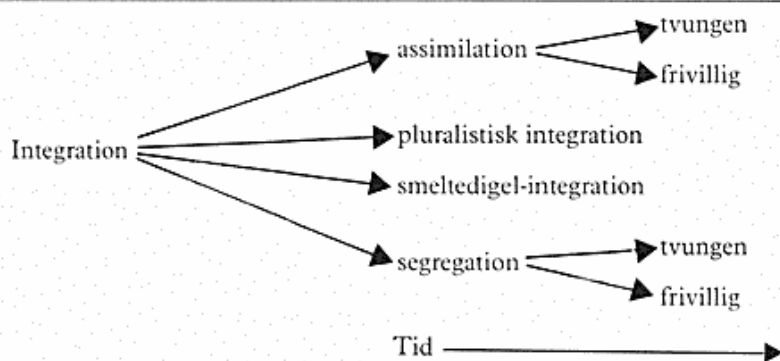 tvungen
assimilation
frivillig
pluralistisk integration
Integration
smeltedigel-integration
tvungen
segregation
frivillig
Tid